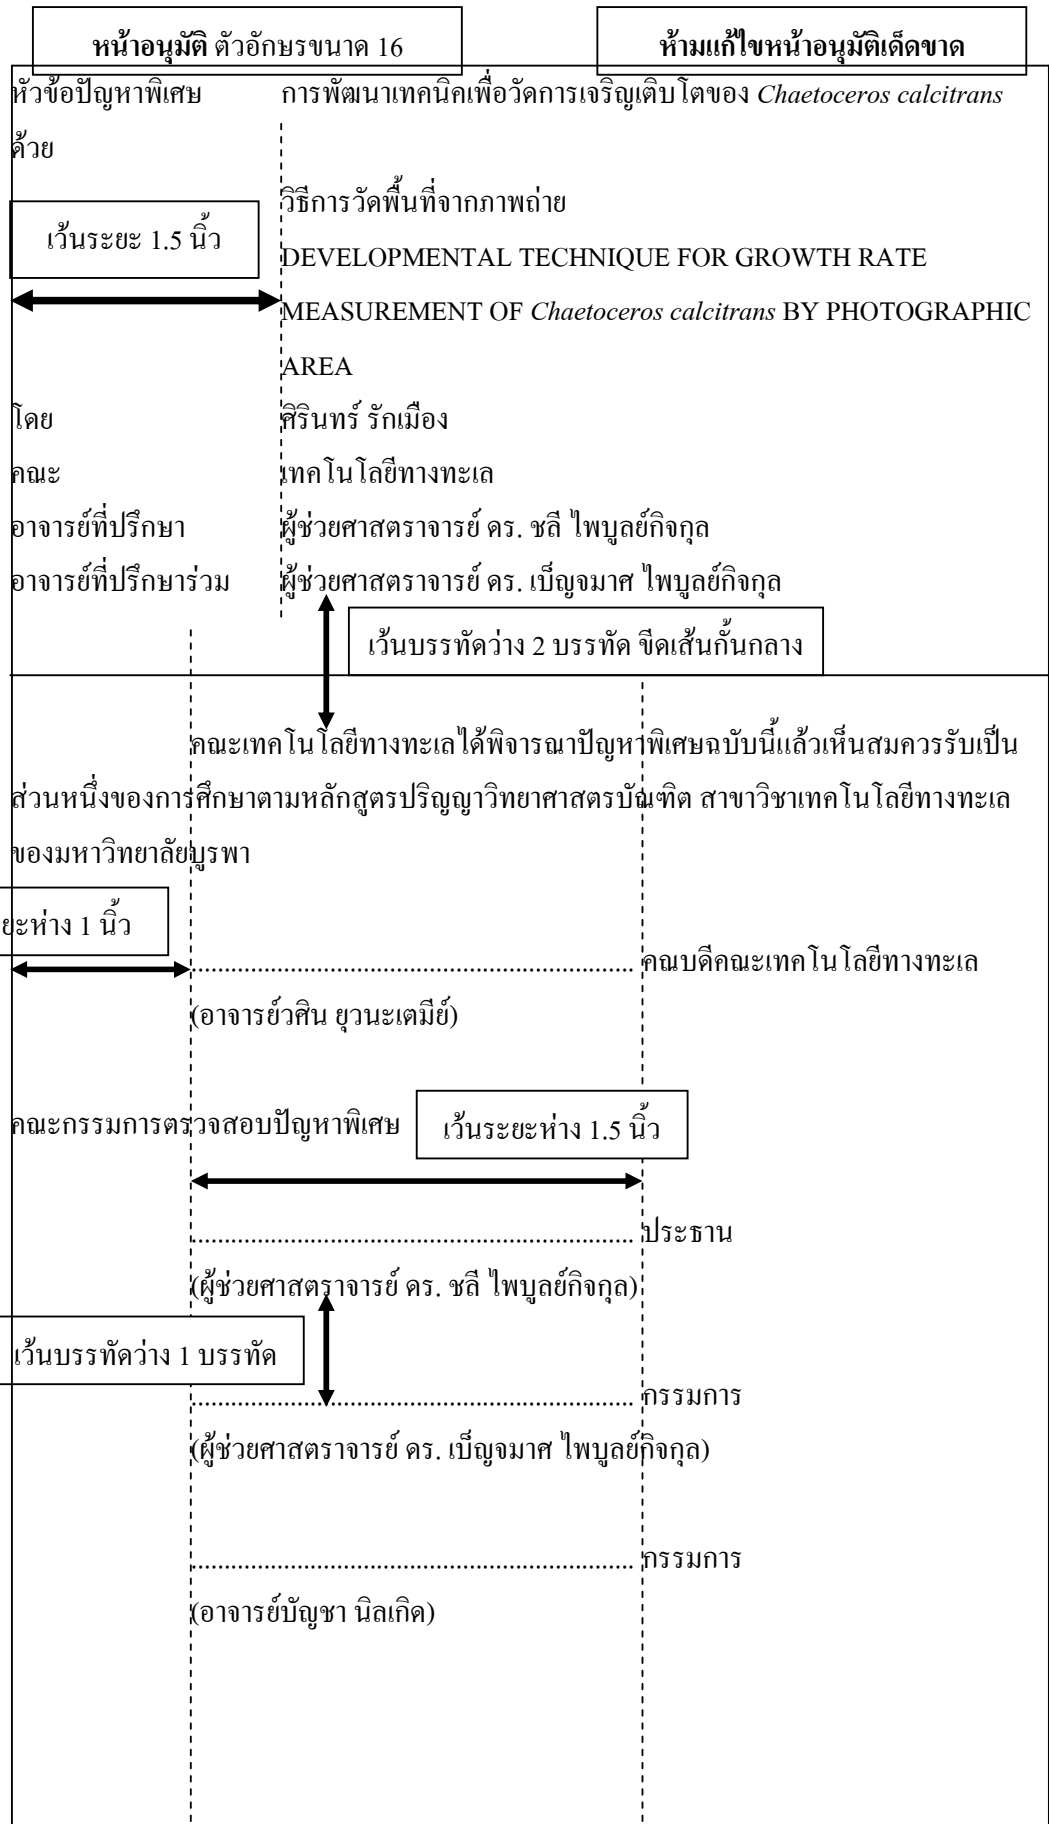 หน้าอนุมัติ ตัวอักษรขนาด 16
ห้ามแก้ไขหน้าอนุมัติเด็ดขาด
หัวข้อปัญหาพิเศษ การพัฒนาเทคนิคเพื่อวัดการเจริญเติบโตของ Chaetoceros calcitrans
ด้วย
วิธีการวัดพื้นที่จากภาพถ่าย
เว้นระยะ 1.5 นิ้ว
DEVELOPMENTAL TECHNIQUE FOR GROWTH RATE
MEASUREMENT OF Chaetoceros calcitrans BY PHOTOGRAPHIC
AREA
โดย ศิรินทร์ รักเมือง
คณะ เทคโนโลยีทางทะเล
อาจารย์ที่ปรึกษา ผู้ช่วยศาสตราจารย์ ดร. ชลี ไพบูลย์กิจกุล
อาจารย์ที่ปรึกษาร่วม ผู้ช่วยศาสตราจารย์ ดร. เบ็ญจมาศ ไพบูลย์กิจกุล
เว้นบรรทัดว่าง 2 บรรทัด ขีดเส้นกั้นกลาง
คณะเทคโนโลยีทางทะเลได้พิจารณาปัญหาพิเศษฉบับนี้แล้วเห็นสมควรรับเป็น
ส่วนหนึ่งของการศึกษาตามหลักสูตรปริญญาวิทยาศาสตรบัณฑิต สาขาวิชาเทคโนโลยีทางทะเล
ของมหาวิทยาลัยบูรพา
ยะห่าง 1 นิ้ว
.................................................................. คณบดีคณะเทคโนโลยีทางทะเล
(อาจารย์วศิน ยุวนะเตมีย์)
คณะกรรมการตรวจสอบปัญหาพิเศษ
เว้นระยะห่าง 1.5 นิ้ว
.................................................................. ประธาน
(ผู้ช่วยศาสตราจารย์ ดร. ชลี ไพบูลย์กิจกุล)
เว้นบรรทัดว่าง 1 บรรทัด
.................................................................. กรรมการ
(ผู้ช่วยศาสตราจารย์ ดร. เบ็ญจมาศ ไพบูลย์กิจกุล)
.................................................................. กรรมการ
(อาจารย์บัญชา นิลเกิด)